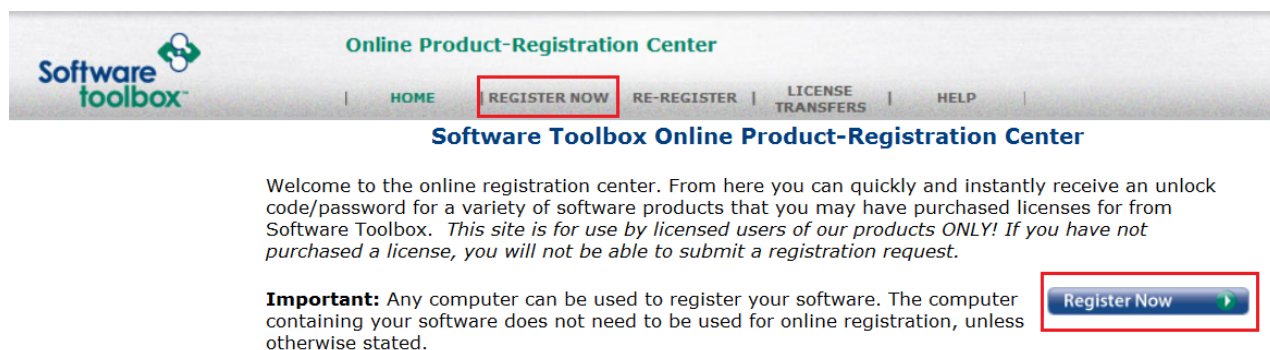 Software
toolbox™
Online Product-Registration Center
| HOME | REGISTER NOW RE-REGISTER | LICENSE TRANSFERS | HELP |
Software Toolbox Online Product-Registration Center
Welcome to the online registration center. From here you can quickly and instantly receive an unlock
code/password for a variety of software products that you may have purchased licenses for from
Software Toolbox. This site is for use by licensed users of our products ONLY! If you have not
purchased a license, you will not be able to submit a registration request.
Important: Any computer can be used to register your software. The computer
containing your software does not need to be used for online registration, unless
otherwise stated.
Register Now